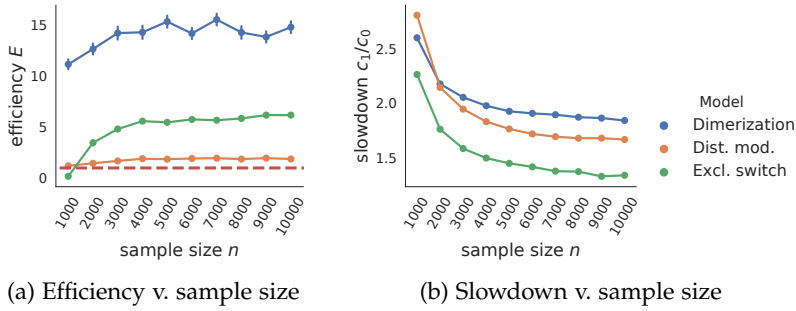 15
10
5
0
efficiency E
1000
2000
3000
4000
5000
6000
7000
8000
9000
10000
sample size n
(a) Efficiency v. sample size
2.5
2.0
1.5
slowdown c₁/c₀
1000
2000
3000
4000
5000
6000
7000
8000
9000
10000
sample size n
(b) Slowdown v. sample size
Model
Dimerization
Dist. mod.
Excl. switch